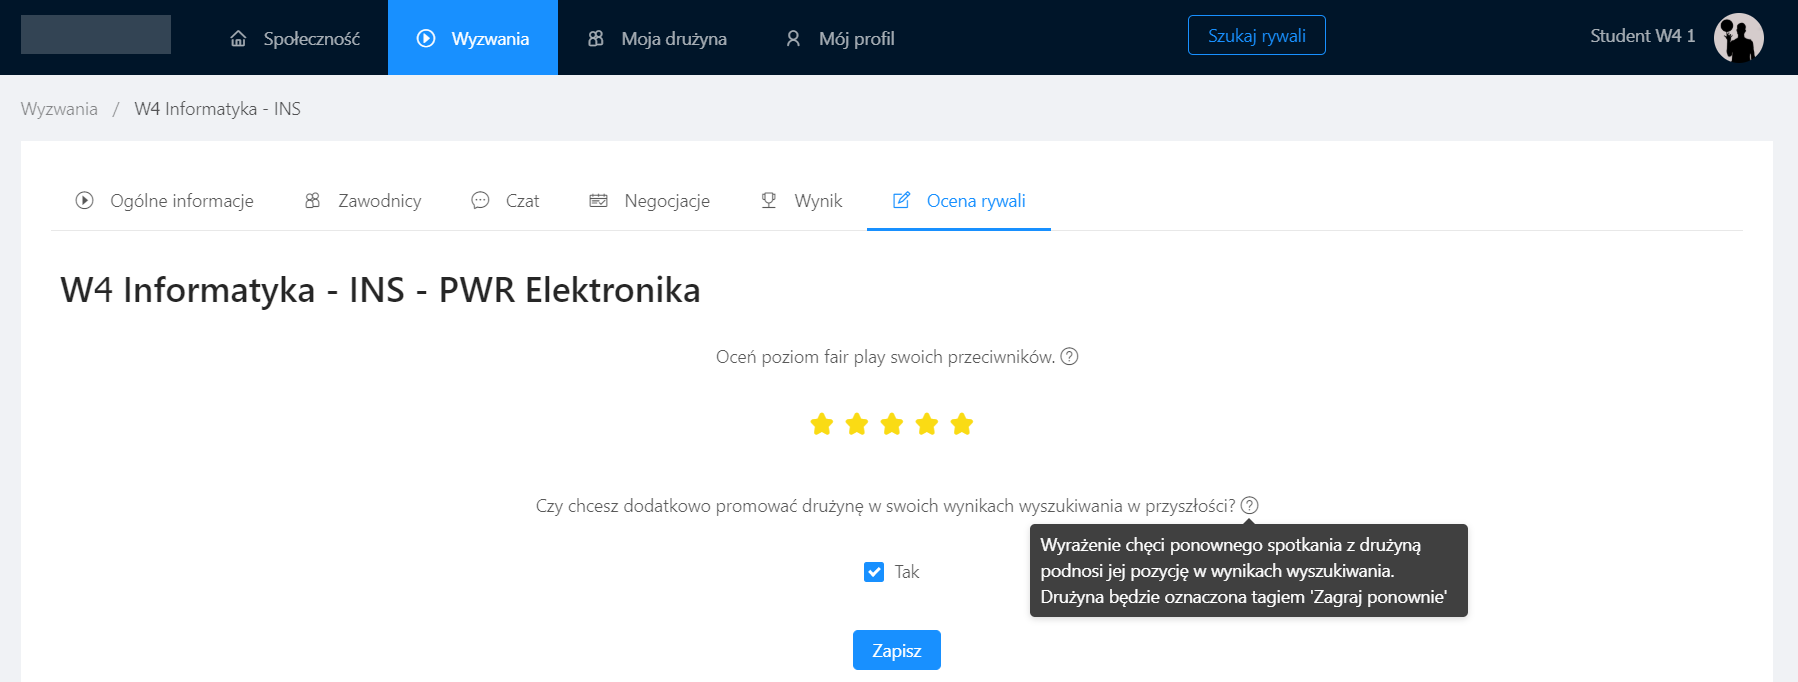 Społeczność
Wyzwania
Moja drużyna
Mój profil
Szukaj rywali
Student W4 1
Wyzwania / W4 Informatyka - INS
Ogólne informacje
Zawodnicy
Czat
Negocjacje
Wynik
Ocena rywali
W4 Informatyka - INS - PWR Elektronika
Oceń poziom fair play swoich przeciwników.
Czy chcesz dodatkowo promować drużynę w swoich wynikach wyszukiwania w przyszłości?
Wyrażenie chęci ponownego spotkania z drużyną
podnosi jej pozycję w wynikach wyszukiwania.
Drużyna będzie oznaczona tagiem 'Zagraj ponownie'
Tak
Zapisz